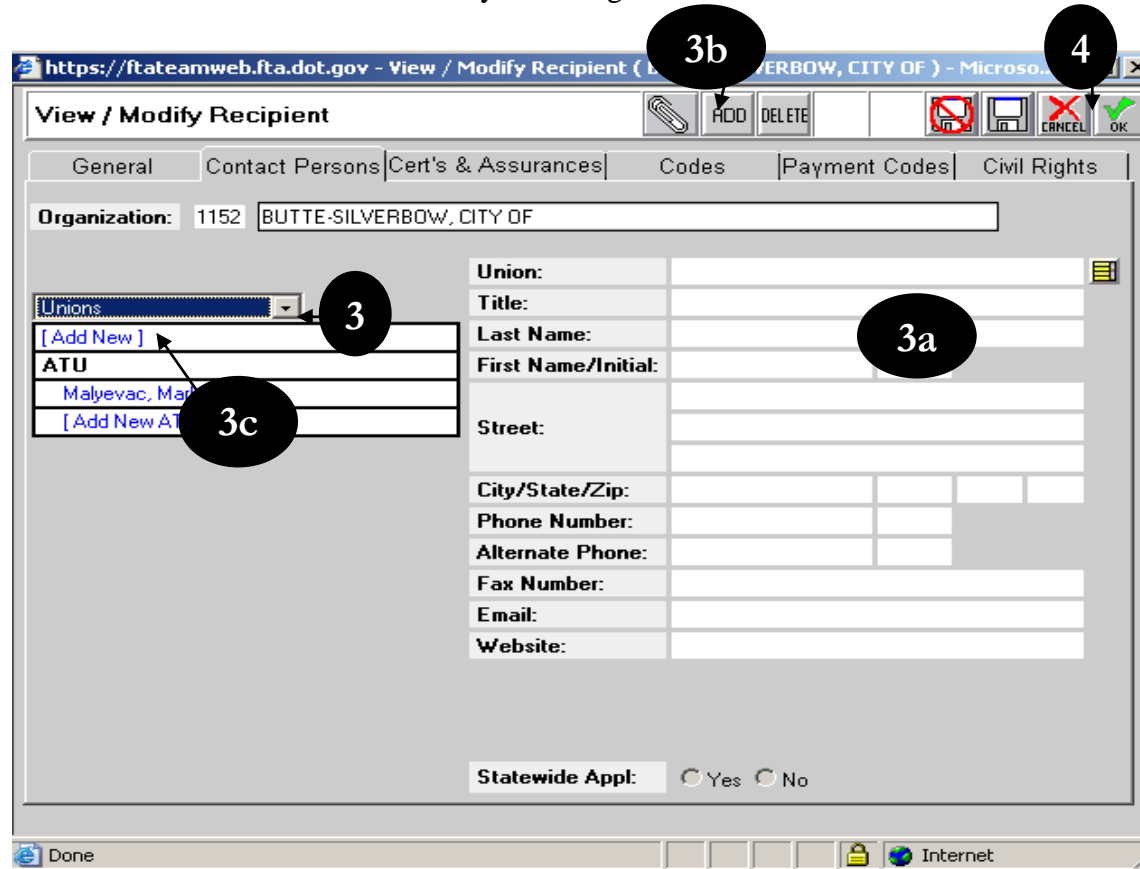 3b
4
https://ftateamweb.fta.dot.gov - View / Modify Recipient ( ERBOW, CITY OF ) - Microso..
View / Modify Recipient
ADD DELETE CANCEL OK
General Contact Persons Cert's & Assurances Codes Payment Codes Civil Rights
Organization: 1152 BUTTE-SILVERBOW, CITY OF
Union:
Unions
3
Title:
[ Add New ]
Last Name:
3a
ATU
First Name/Initial:
Malyevac, Mar
[ Add New AT
3c
Street:
City/State/Zip:
Phone Number:
Alternate Phone:
Fax Number:
Email:
Website:
Statewide Appl: Yes No
Done Internet